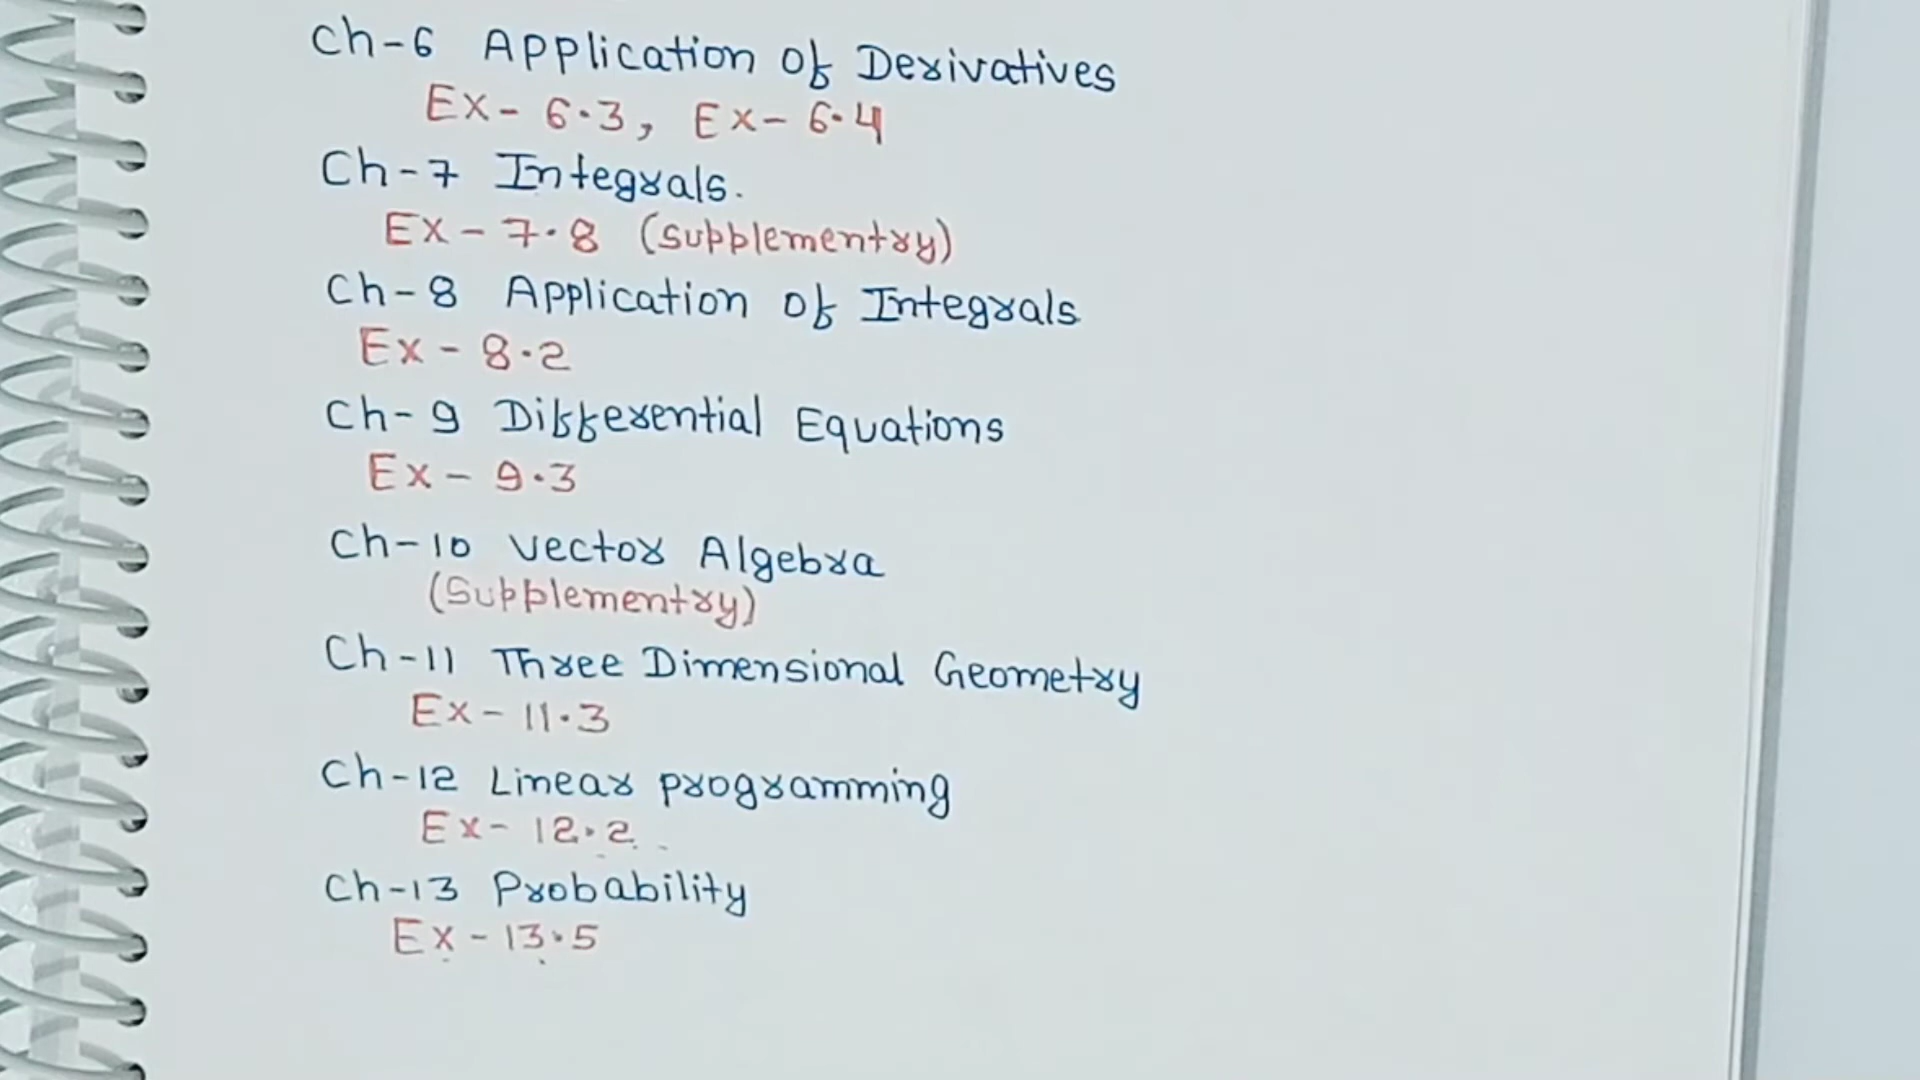 Ch-6 Application of Derivatives
Ex- 6.3, Ex- 6.4
Ch-7 Integrals.
Ex-7.8 (supplementry)
Ch-8 Application of Integrals
Ex - 8.2
Ch-9 Differential Equations
Ex - 9.3
Ch-10 Vector Algebra
(Supplementry)
Ch-11 Three Dimensional Geometry
Ex- 11.3
Ch-12 Linear programming
Ex- 12.2
Ch-13 Probability
Ex - 13.5